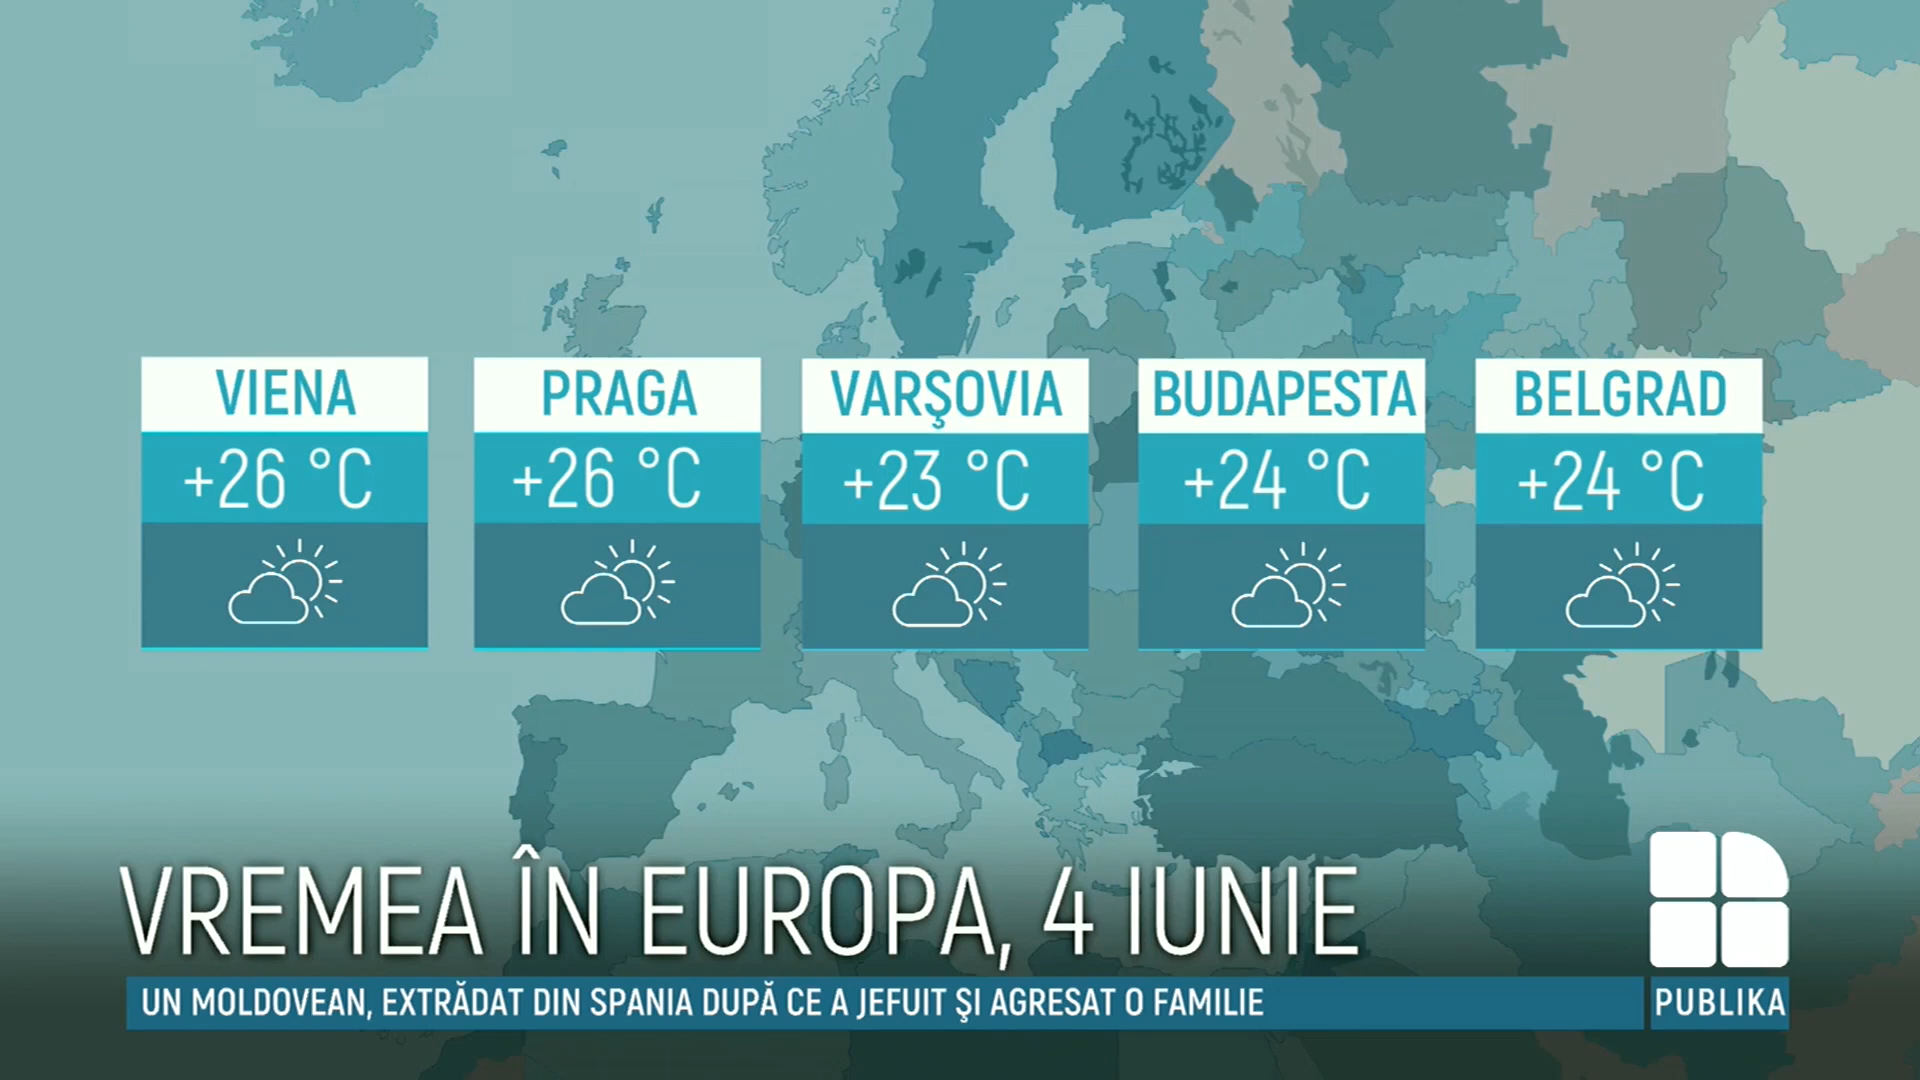 VIENA
+26 °C
PRAGA
+26 °C
VARŞOVIA
+23 °C
BUDAPESTA
+24 °C
BELGRAD
+24 °C
VREMEA ÎN EUROPA, 4 IUNIE
UN MOLDOVEAN, EXTRĂDAT DIN SPANIA DUPĂ CE A JEFUIT ŞI AGRESAT O FAMILIE
PUBLIKA